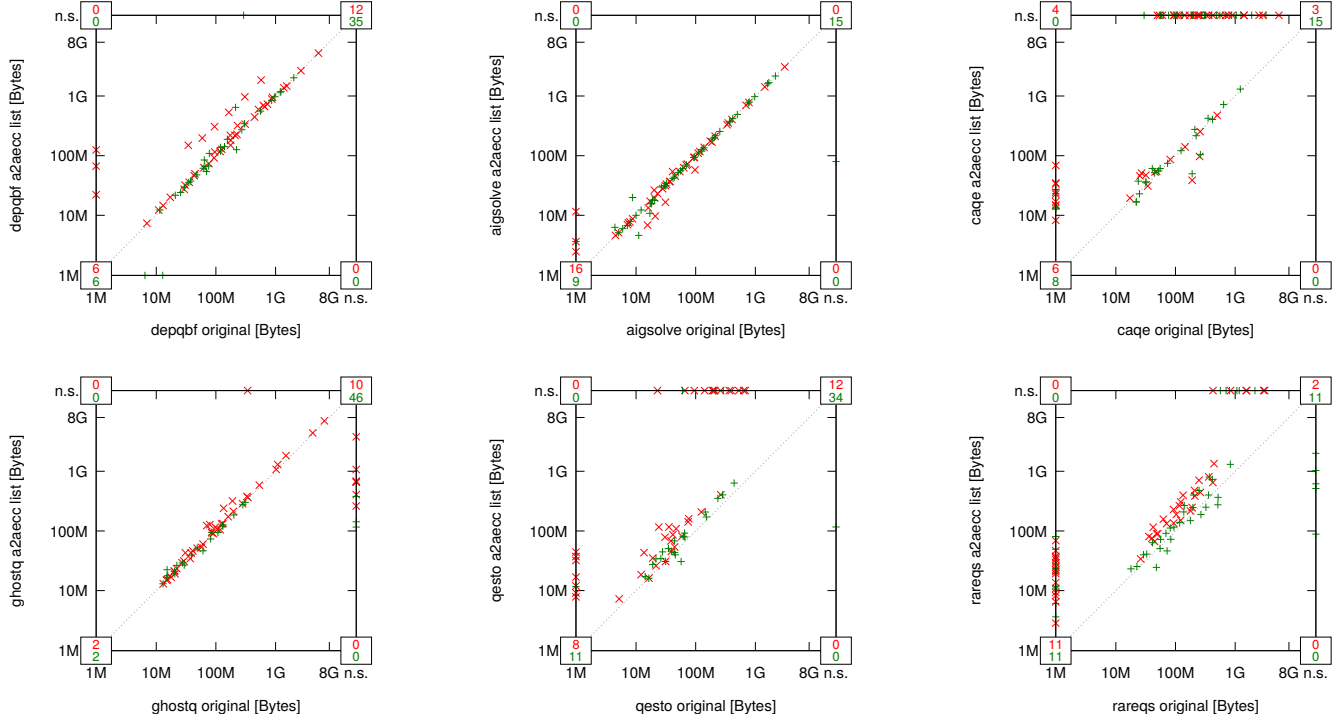 0 12
n.s. 0 35
8G
1G
100M
10M
1M 6 0
6 0
1M 10M 100M 1G 8G n.s.
depqbf a2aecc list [Bytes]
depqbf original [Bytes]
0 0
n.s. 0 15
8G
1G
100M
10M
1M 16 0
9 0
1M 10M 100M 1G 8G n.s.
aigsolve a2aecc list [Bytes]
aigsolve original [Bytes]
4 3
n.s. 0 15
8G
1G
100M
10M
1M 6 0
8 0
1M 10M 100M 1G 8G n.s.
caqe a2aecc list [Bytes]
caqe original [Bytes]
0 10
n.s. 0 46
8G
1G
100M
10M
1M 2 0
2 0
1M 10M 100M 1G 8G n.s.
ghostq a2aecc list [Bytes]
ghostq original [Bytes]
0 12
n.s. 0 34
8G
1G
100M
10M
1M 8 0
11 0
1M 10M 100M 1G 8G n.s.
qesto a2aecc list [Bytes]
qesto original [Bytes]
0 2
n.s. 0 11
8G
1G
100M
10M
1M 11 0
11 0
1M 10M 100M 1G 8G n.s.
rareqs a2aecc list [Bytes]
rareqs original [Bytes]